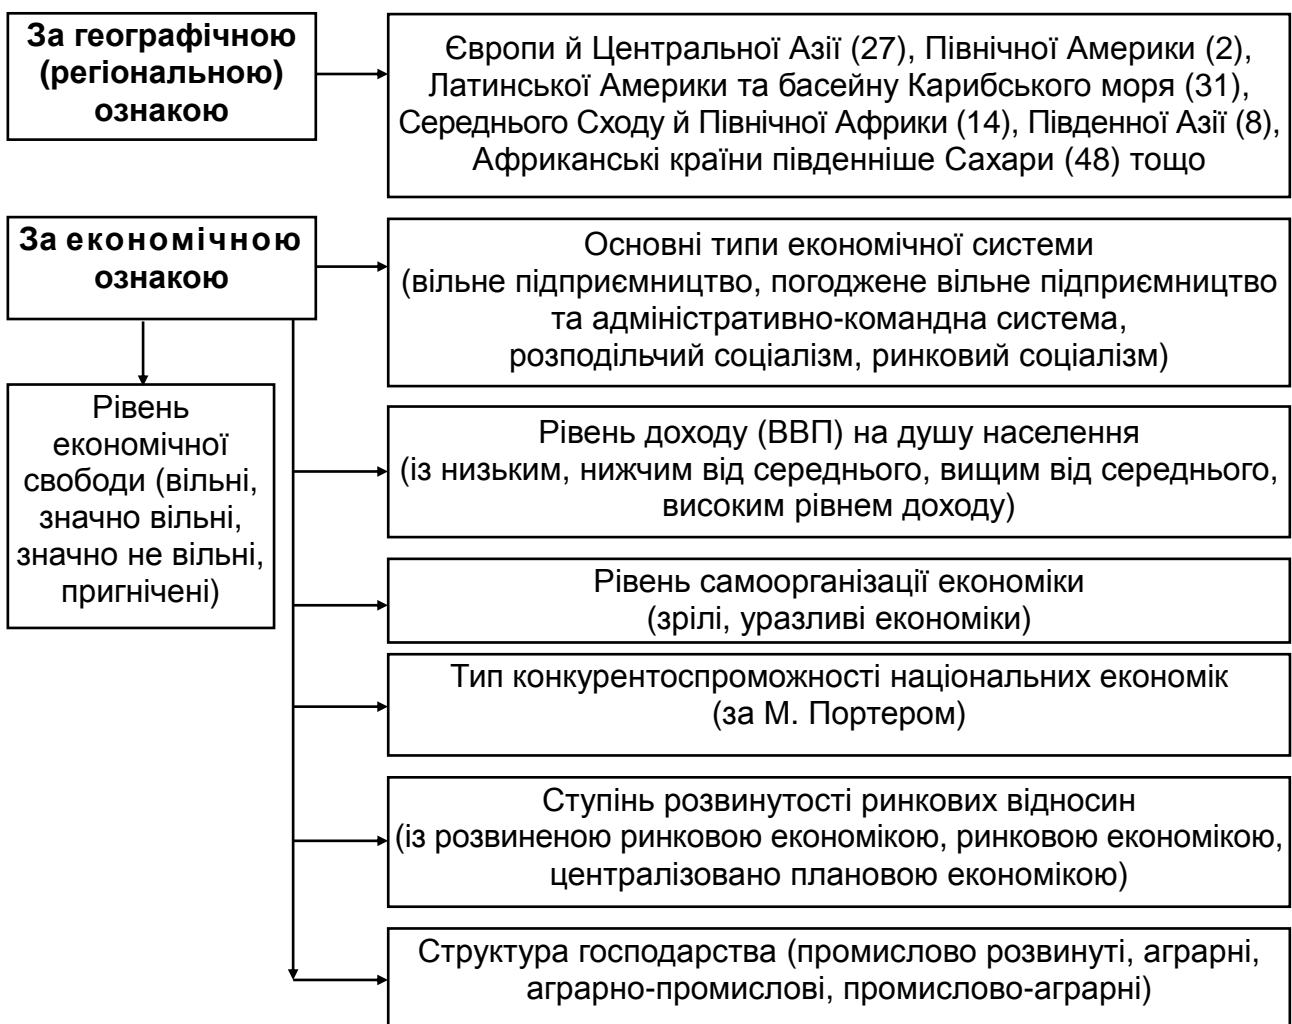 За географічною
(регіональною)
ознакою
Європи й Центральної Азії (27), Північної Америки (2),
Латинської Америки та басейну Карибського моря (31),
Середнього Сходу й Північної Африки (14), Південної Азії (8),
Африканські країни південніше Сахари (48) тощо
За економічною
ознакою
Основні типи економічної системи
(вільне підприємництво, погоджене вільне підприємництво
та адміністративно-командна система,
розподільчий соціалізм, ринковий соціалізм)
Рівень
економічної
свободи (вільні,
значно вільні,
значно не вільні,
пригнічені)
Рівень доходу (ВВП) на душу населення
(із низьким, нижчим від середнього, вищим від середнього,
високим рівнем доходу)
Рівень самоорганізації економіки
(зрілі, уразливі економіки)
Тип конкурентоспроможності національних економік
(за М. Портером)
Ступінь розвинутості ринкових відносин
(із розвиненою ринковою економікою, ринковою економікою,
централізовано плановою економікою)
Структура господарства (промислово розвинуті, аграрні,
аграрно-промислові, промислово-аграрні)